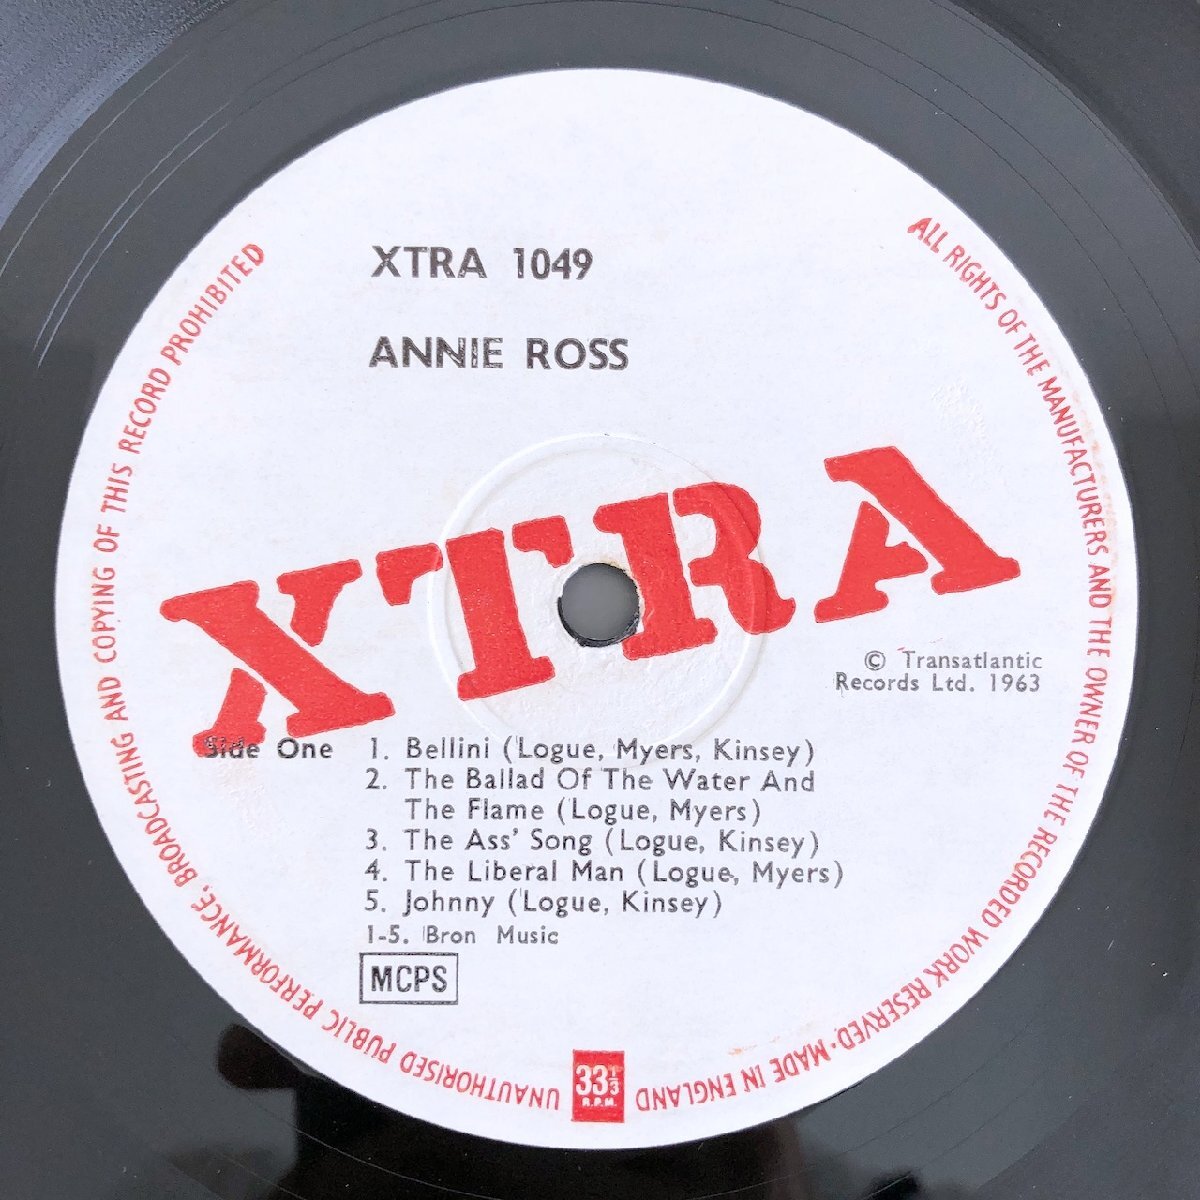 XTRA 1049
ANNIE ROSS
XTRA
© Transatlantic
Records Ltd. 1963
Side One 1. Bellini (Logue, Myers, Kinsey)
2. The Ballad Of The Water And
The Flame (Logue, Myers)
3. The Ass' Song (Logue, Kinsey)
4. The Liberal Man (Logue, Myers)
5. Johnny (Logue, Kinsey)
1-5. Bron Music
MCPS
ALL RIGHTS OF THE MANUFACTURERS AND THE OWNER OF THE RECORDED WORK RESERVED · MADE IN ENGLAND
33⅓
R.P.M.
UNAUTHORISED PUBLIC PERFORMANCE, BROADCASTING AND COPYING OF THIS RECORD PROHIBITED